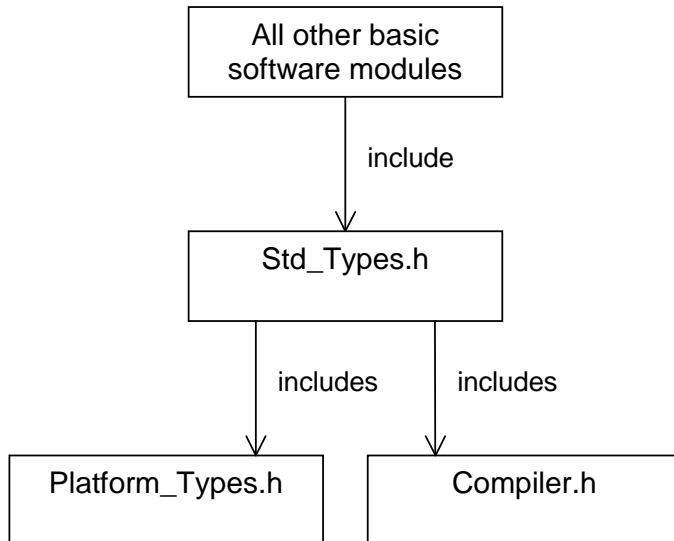 All other basic
software modules
include
Std_Types.h
includes
includes
Platform_Types.h
Compiler.h